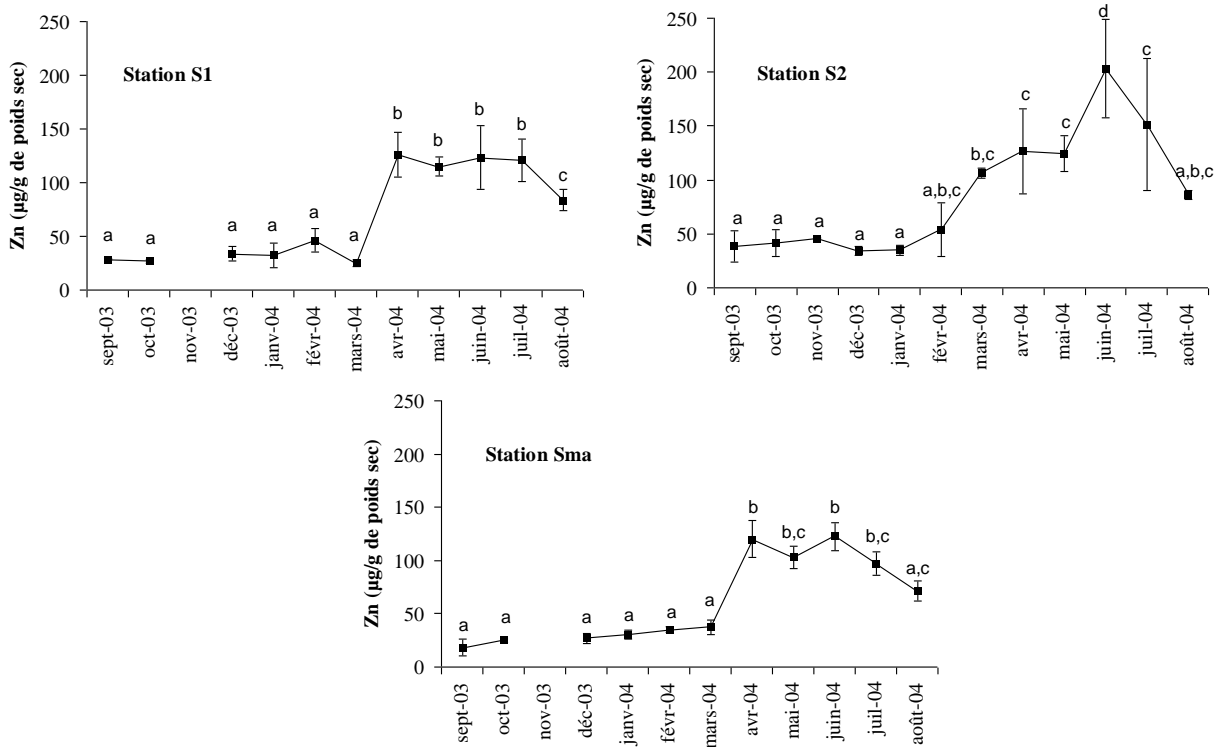 Station S1
Zn (µg/g de poids sec)
250
200
150
100
50
0
a
a
a
a
a
a
b
b
b
b
c
sept-03
oct-03
nov-03
déc-03
janv-04
févr-04
mars-04
avr-04
mai-04
juin-04
juil-04
août-04
Station S2
Zn (µg/g de poids sec)
250
200
150
100
50
0
a
a
a
a
a
a,b,c
b,c
c
c
d
c
a,b,c
sept-03
oct-03
nov-03
déc-03
janv-04
févr-04
mars-04
avr-04
mai-04
juin-04
juil-04
août-04
Station Sma
Zn (µg/g de poids sec)
250
200
150
100
50
0
a
a
a
a
a
a
b
b,c
b
b,c
a,c
sept-03
oct-03
nov-03
déc-03
janv-04
févr-04
mars-04
avr-04
mai-04
juin-04
juil-04
août-04